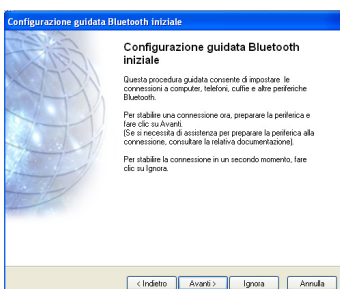 Configurazione guidata Bluetooth iniziale
Configurazione guidata Bluetooth
iniziale
Questa procedura guidata consente di impostare le
connessioni a computer, telefoni, cuffie e altre periferiche
Bluetooth.
Per stabilire una connessione ora, preparare la periferica e
fare clic su Avanti.
(Se si necessita di assistenza per preparare la periferica alla
connessione, consultare la relativa documentazione).
Per stabilire la connessione in un secondo momento, fare
clic su Ignora.
< Indietro Avanti > Ignora Annulla